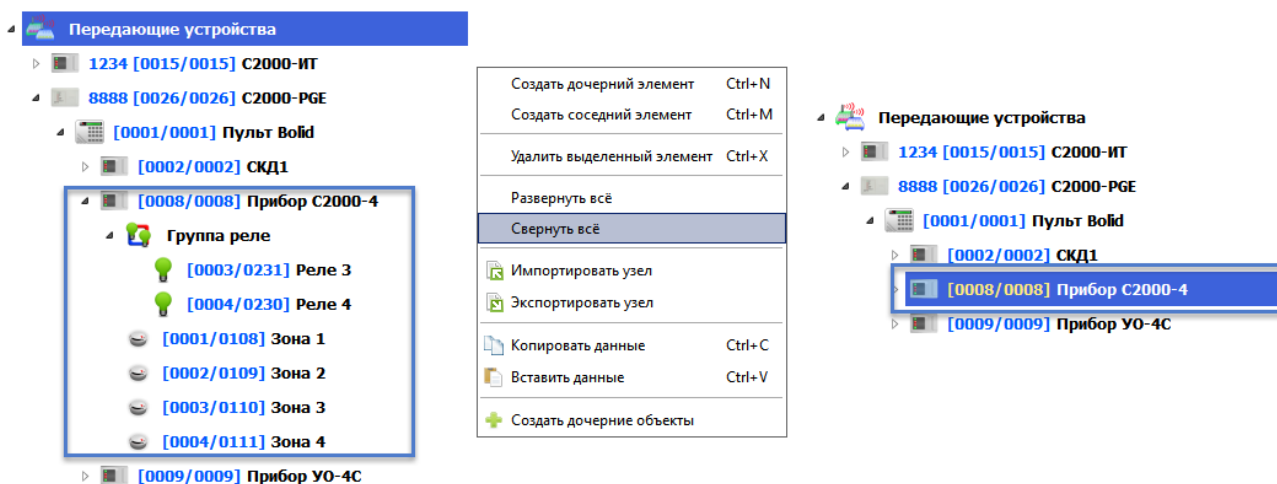 Передающие устройства
1234 [0015/0015] С2000-ИТ
8888 [0026/0026] С2000-PGE
[0001/0001] Пульт Bolid
[0002/0002] СКД1
[0008/0008] Прибор С2000-4
Группа реле
[0003/0231] Реле 3
[0004/0230] Реле 4
[0001/0108] Зона 1
[0002/0109] Зона 2
[0003/0110] Зона 3
[0004/0111] Зона 4
[0009/0009] Прибор УО-4С
Создать дочерний элемент Ctrl+N
Создать соседний элемент Ctrl+M
Удалить выделенный элемент Ctrl+X
Развернуть всё
Свернуть всё
Импортировать узел
Экспортировать узел
Копировать данные Ctrl+C
Вставить данные Ctrl+V
Создать дочерние объекты
Передающие устройства
1234 [0015/0015] С2000-ИТ
8888 [0026/0026] С2000-PGE
[0001/0001] Пульт Bolid
[0002/0002] СКД1
[0008/0008] Прибор С2000-4
[0009/0009] Прибор УО-4С